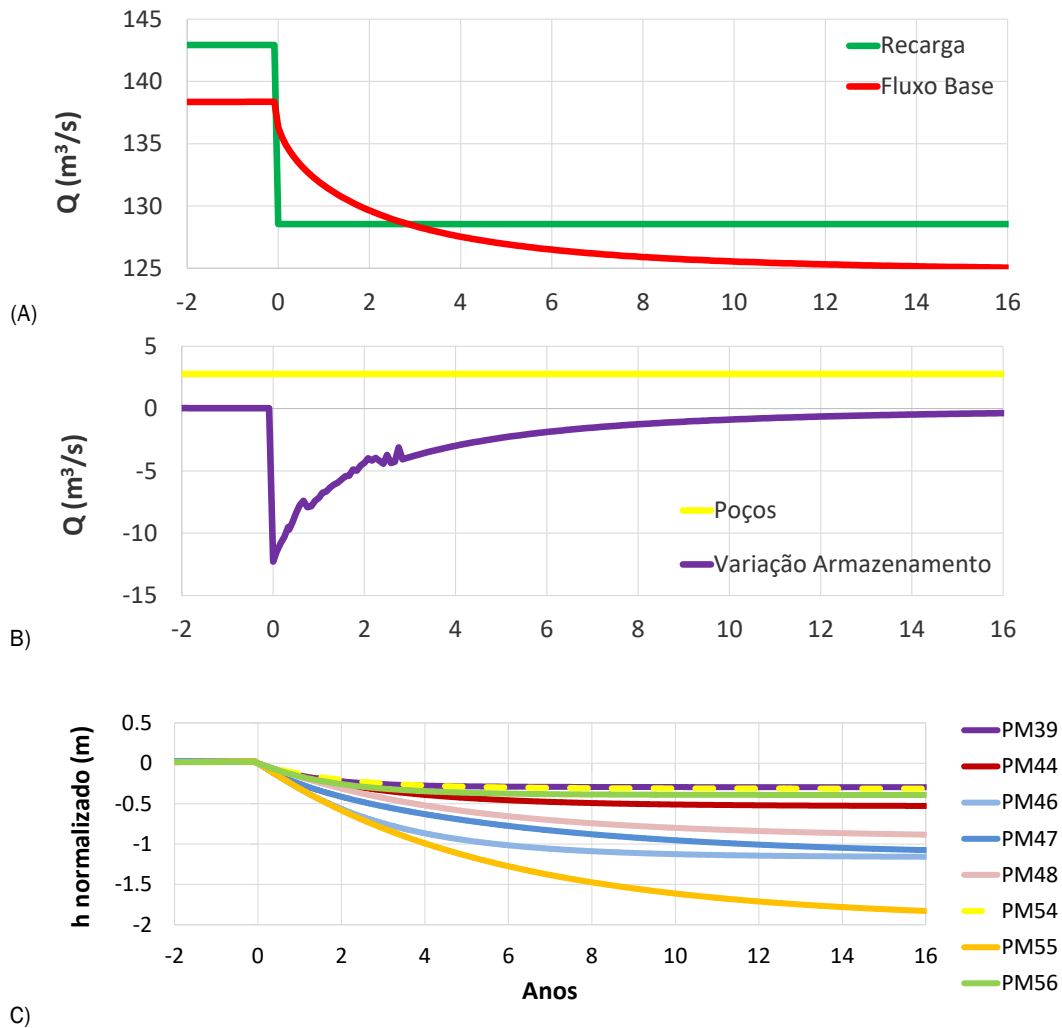 145
140
135
130
125
Q (m³/s)
Recarga
Fluxo Base
-2 0 2 4 6 8 10 12 14 16
(A)
5
0
-5
-10
-15
Q (m³/s)
Poços
Variação Armazenamento
-2 0 2 4 6 8 10 12 14 16
B)
0.5
0
-0.5
-1
-1.5
-2
h normalizado (m)
-2 0 2 4 6 8 10 12 14 16
Anos
PM39
PM44
PM46
PM47
PM48
PM54
PM55
PM56
C)